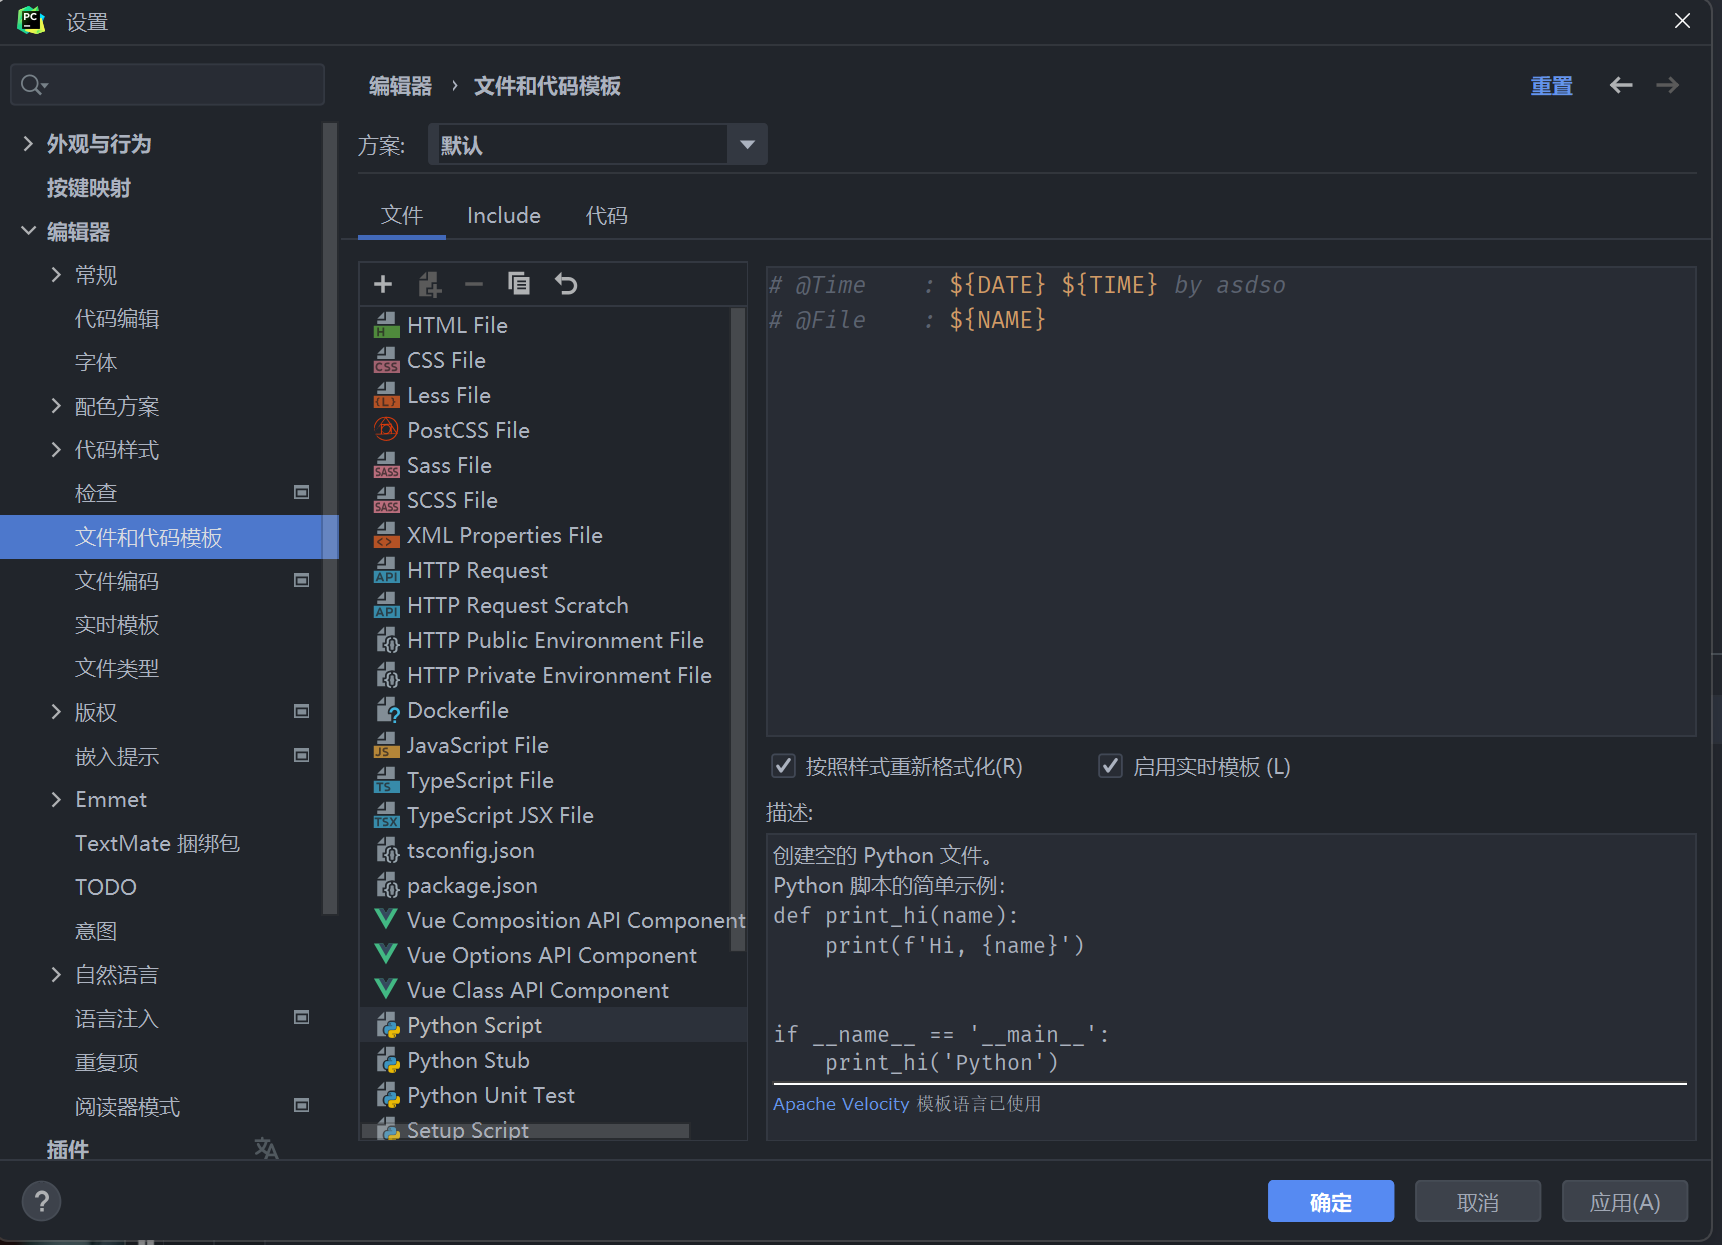 设置
编辑器 › 文件和代码模板
重置
方案:
默认
文件
Include
代码
外观与行为
按键映射
编辑器
常规
代码编辑
字体
配色方案
代码样式
检查
文件和代码模板
文件编码
实时模板
文件类型
版权
嵌入提示
Emmet
TextMate 捆绑包
TODO
意图
自然语言
语言注入
重复项
阅读器模式
插件
HTML File
CSS File
Less File
PostCSS File
Sass File
SCSS File
XML Properties File
HTTP Request
HTTP Request Scratch
HTTP Public Environment File
HTTP Private Environment File
Dockerfile
JavaScript File
TypeScript File
TypeScript JSX File
tsconfig.json
package.json
Vue Composition API Component
Vue Options API Component
Vue Class API Component
Python Script
Python Stub
Python Unit Test
Setup Script
# @Time    : ${DATE} ${TIME} by asdso
# @File    : ${NAME}
按照样式重新格式化(R)
启用实时模板 (L)
描述:
创建空的 Python 文件。
Python 脚本的简单示例:
def print_hi(name):
    print(f'Hi, {name}')
if __name__ == '__main__':
    print_hi('Python')
Apache Velocity 模板语言已使用
?
确定
取消
应用(A)